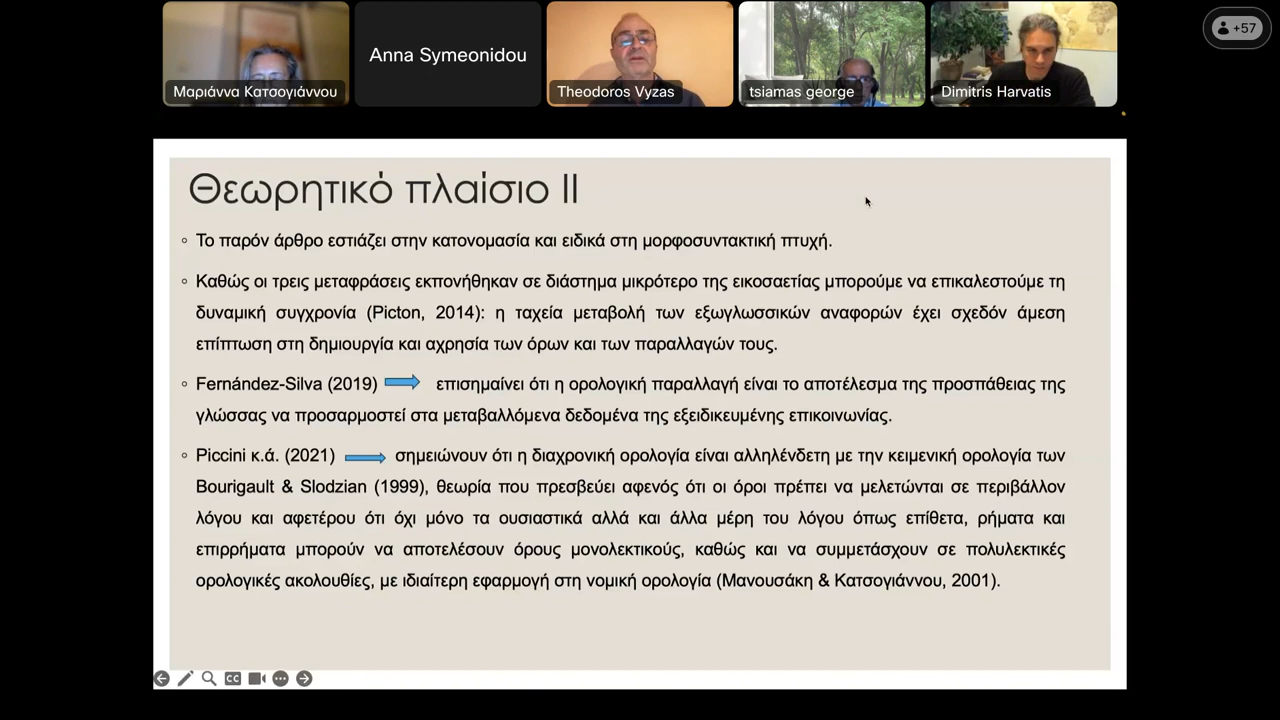 +57
Μαριάννα Κατσογιάννου
Anna Symeonidou
Theodoros Vyzas
tsiamas george
Dimitris Harvatis
Θεωρητικό πλαίσιο II
Το παρόν άρθρο εστιάζει στην κατονομασία και ειδικά στη μορφοσυντακτική πτυχή.
Καθώς οι τρεις μεταφράσεις εκπονήθηκαν σε διάστημα μικρότερο της εικοσαετίας μπορούμε να επικαλεστούμε τη
δυναμική συγχρονία (Picton, 2014): η ταχεία μεταβολή των εξωγλωσσικών αναφορών έχει σχεδόν άμεση
επίπτωση στη δημιουργία και αχρησία των όρων και των παραλλαγών τους.
Fernández-Silva (2019) επισημαίνει ότι η ορολογική παραλλαγή είναι το αποτέλεσμα της προσπάθειας της
γλώσσας να προσαρμοστεί στα μεταβαλλόμενα δεδομένα της εξειδικευμένης επικοινωνίας.
Piccini κ.ά. (2021) σημειώνουν ότι η διαχρονική ορολογία είναι αλληλένδετη με την κειμενική ορολογία των
Bourigault & Slodzian (1999), θεωρία που πρεσβεύει αφενός ότι οι όροι πρέπει να μελετώνται σε περιβάλλον
λόγου και αφετέρου ότι όχι μόνο τα ουσιαστικά αλλά και άλλα μέρη του λόγου όπως επίθετα, ρήματα και
επιρρήματα μπορούν να αποτελέσουν όρους μονολεκτικούς, καθώς και να συμμετάσχουν σε πολυλεκτικές
ορολογικές ακολουθίες, με ιδιαίτερη εφαρμογή στη νομική ορολογία (Μανουσάκη & Κατσογιάννου, 2001).
CC